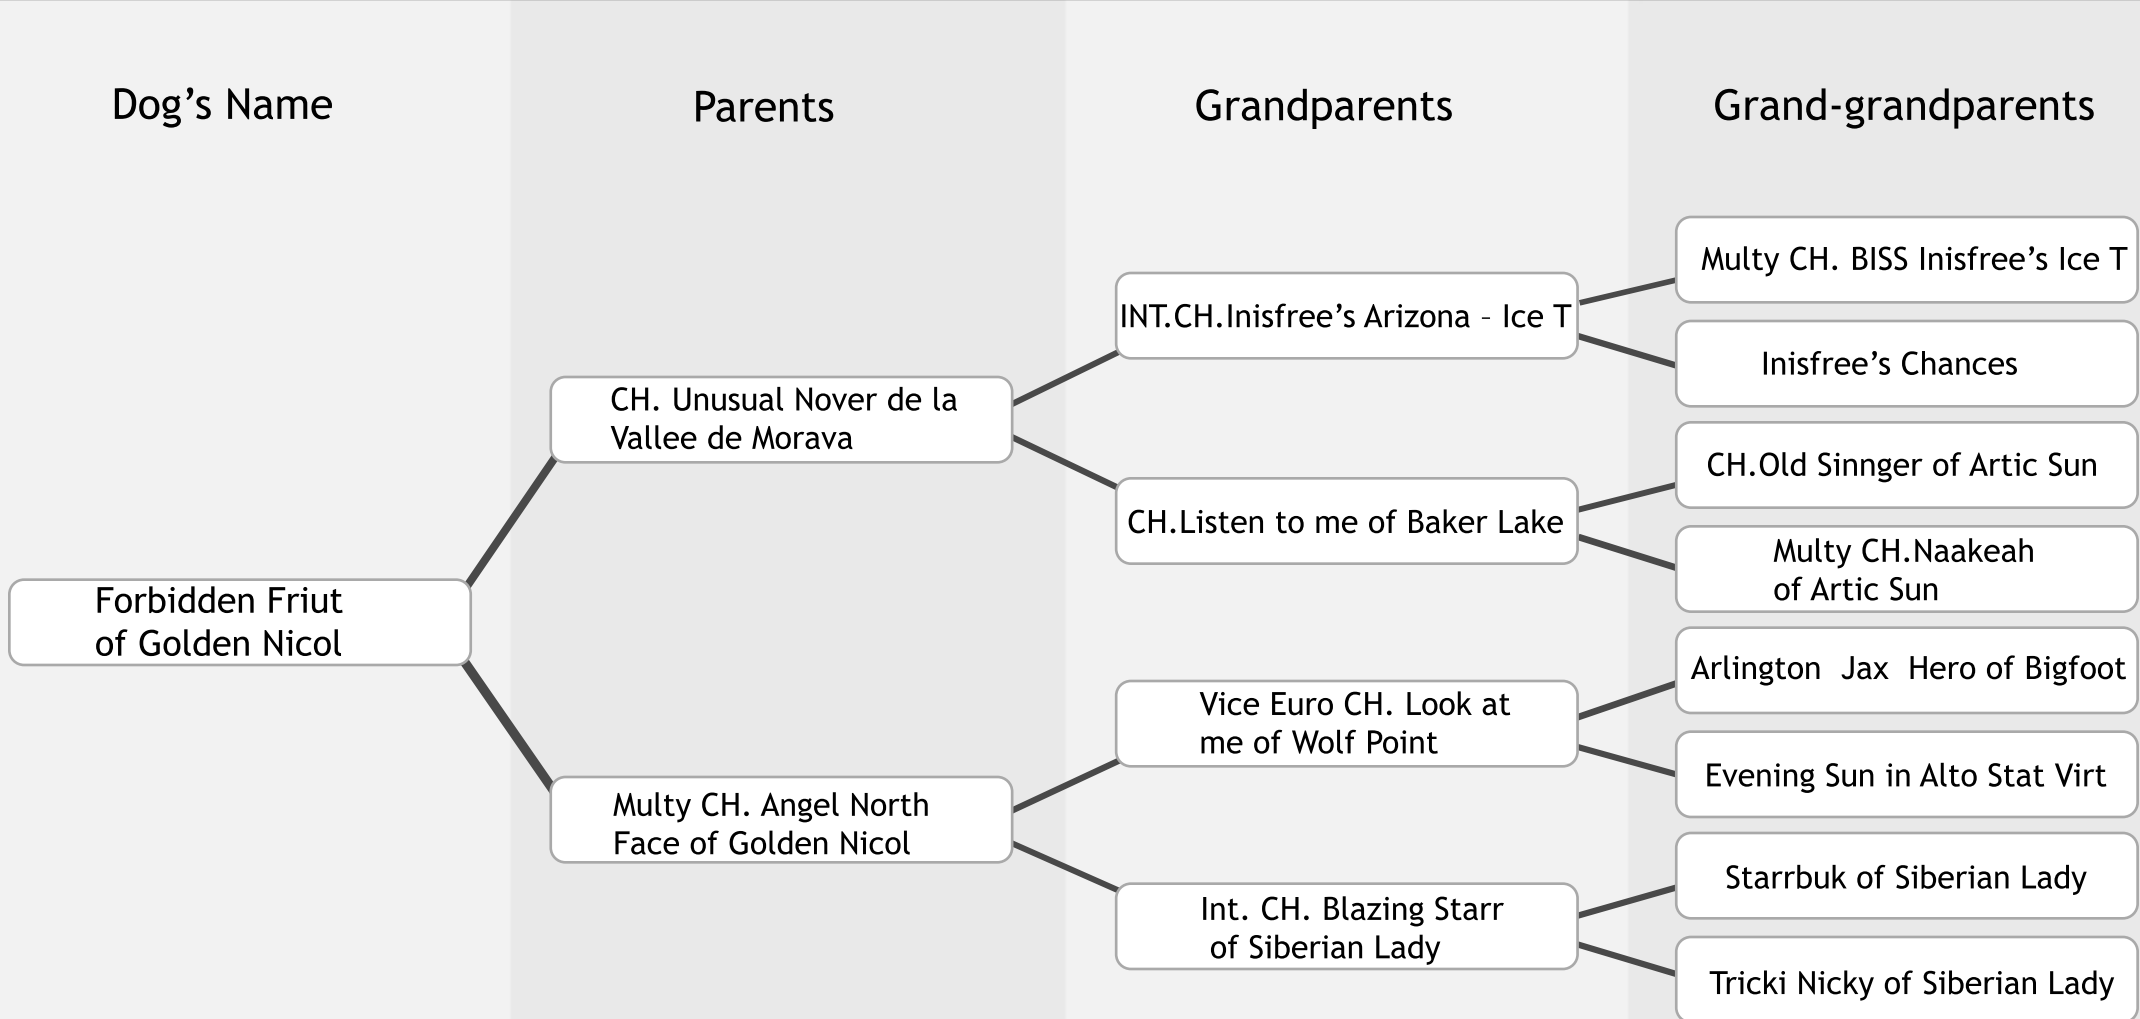 Dog’s Name
Parents
Grandparents
Grand-grandparents
Forbidden Friut
of Golden Nicol
CH. Unusual Nover de la
Vallee de Morava
Multy CH. Angel North
Face of Golden Nicol
INT.CH.Inisfree’s Arizona – Ice T
CH.Listen to me of Baker Lake
Vice Euro CH. Look at
me of Wolf Point
Int. CH. Blazing Starr
of Siberian Lady
Multy CH. BISS Inisfree’s Ice T
Inisfree’s Chances
CH.Old Sinnger of Artic Sun
Multy CH.Naakeah
of Artic Sun
Arlington  Jax  Hero of Bigfoot
Evening Sun in Alto Stat Virt
Starrbuk of Siberian Lady
Tricki Nicky of Siberian Lady